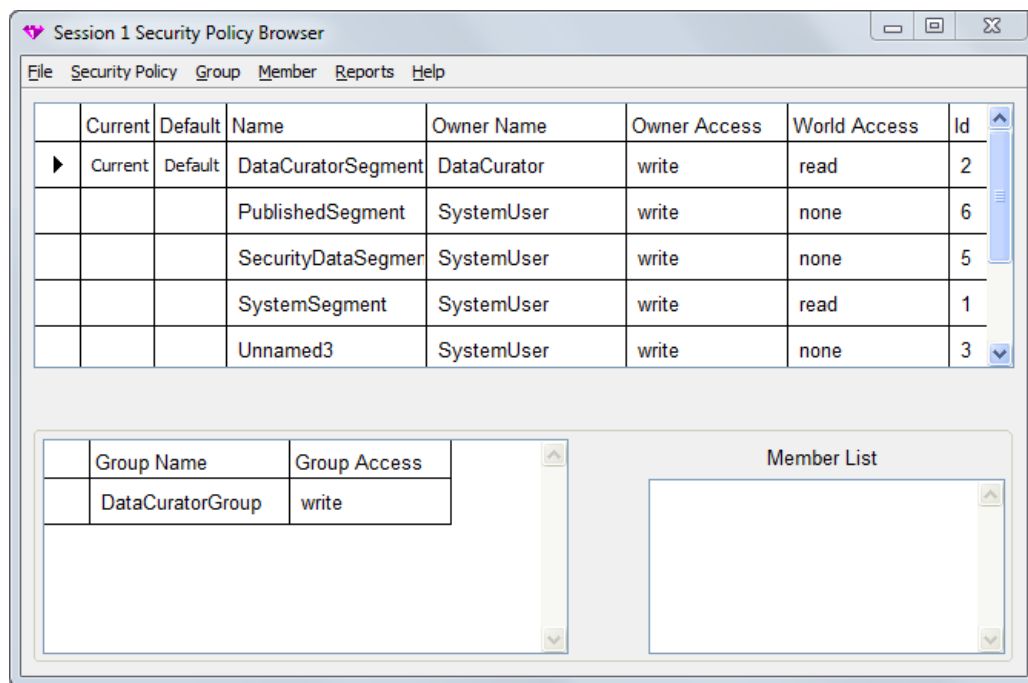 Session 1 Security Policy Browser
File Security Policy Group Member Reports Help
Current Default Name Owner Name Owner Access World Access Id
Current Default DataCuratorSegment DataCurator write read 2
PublishedSegment SystemUser write none 6
SecurityDataSegmen SystemUser write none 5
SystemSegment SystemUser write read 1
Unnamed3 SystemUser write none 3
Group Name Group Access
DataCuratorGroup write
Member List